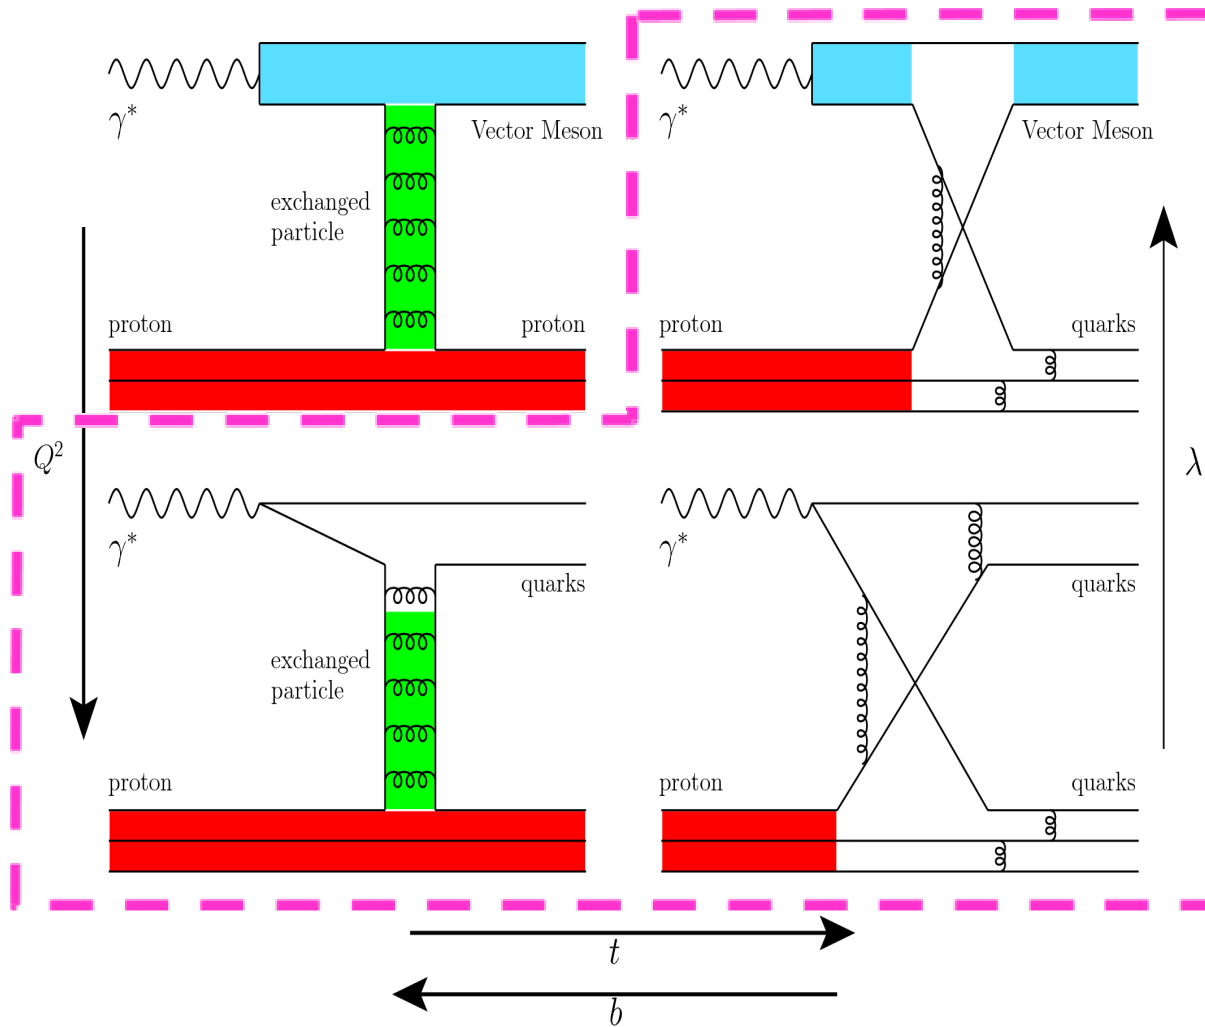 γ*
Vector Meson
exchanged
particle
proton
proton
γ*
Vector Meson
proton
quarks
Q²
λ
γ*
quarks
exchanged
particle
proton
γ*
quarks
proton
quarks
t
b